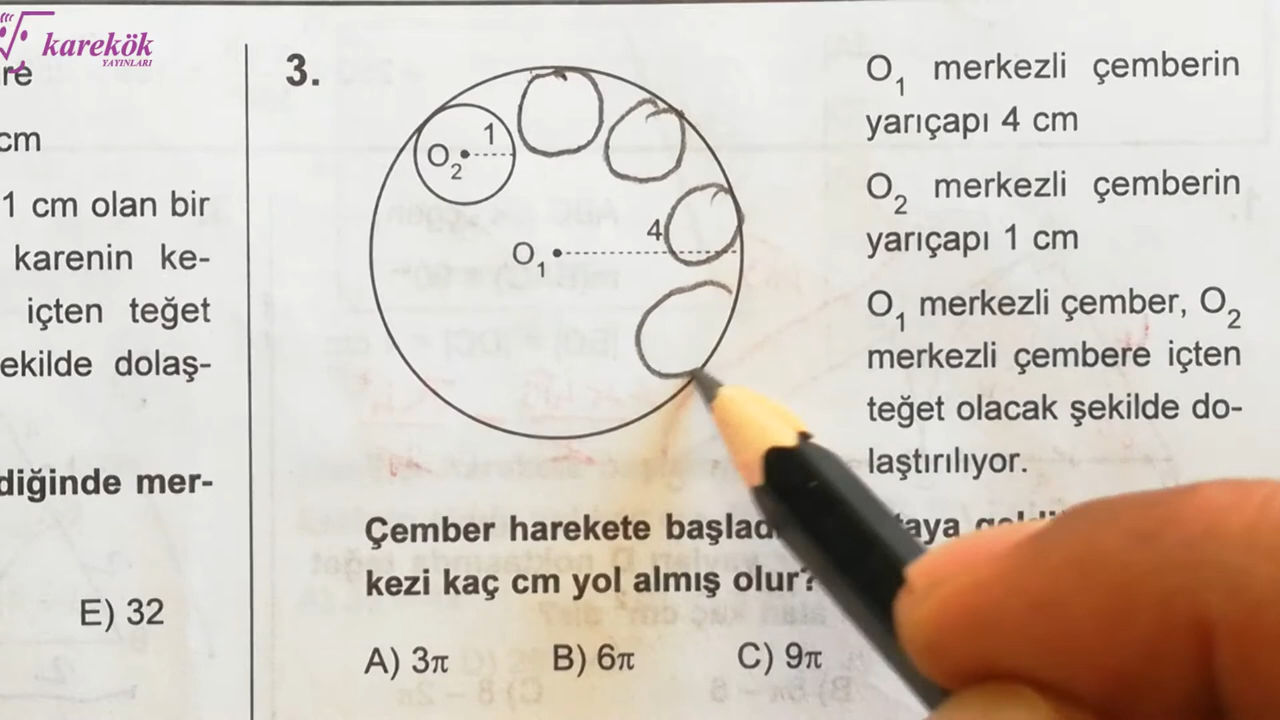 karekök
YAYINLARI
re
cm
1 cm olan bir
karenin ke-
içten teğet
ekilde dolaş-
diğinde mer-
E) 32
3.
1
O2
4
O1
O1 merkezli çemberin
yarıçapı 4 cm
O2 merkezli çemberin
yarıçapı 1 cm
O1 merkezli çember, O2
merkezli çembere içten
teğet olacak şekilde do-
laştırılıyor.
Çember harekete başlad
kezi kaç cm yol almış olur?
A) 3π B) 6π C) 9π